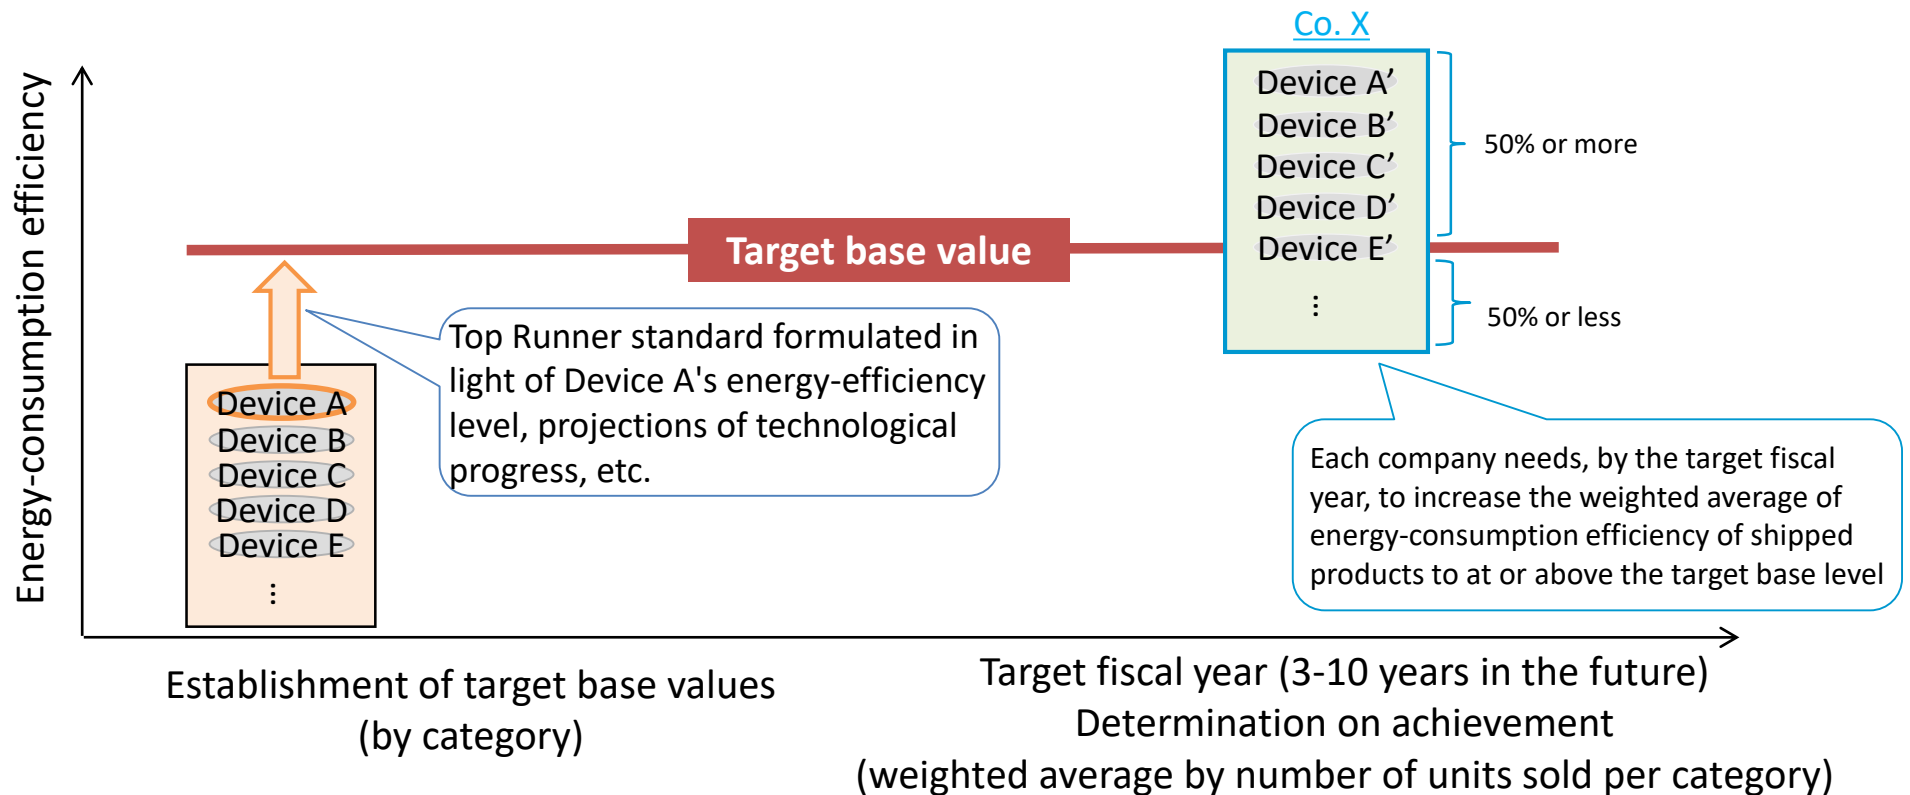 Energy-consumption efficiency
Co. X
Device A’
Device B’
Device C’
Device D’
Device E’
⋮
50% or more
50% or less
Target base value
Top Runner standard formulated in
light of Device A's energy-efficiency
level, projections of technological
progress, etc.
Device A
Device B
Device C
Device D
Device E
⋮
Each company needs, by the target fiscal
year, to increase the weighted average of
energy-consumption efficiency of shipped
products to at or above the target base level
Establishment of target base values
(by category)
Target fiscal year (3-10 years in the future)
Determination on achievement
(weighted average by number of units sold per category)